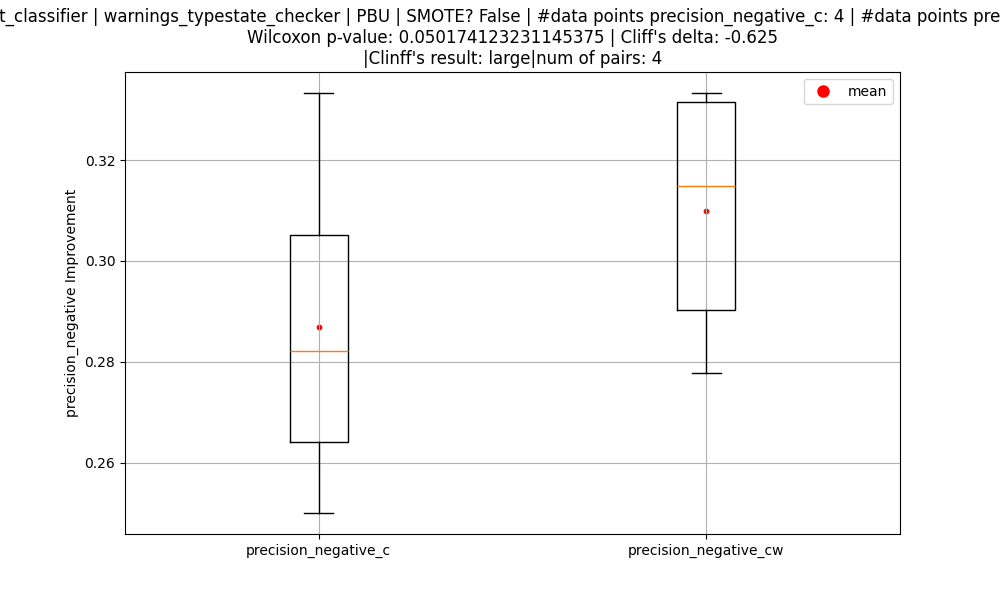 t_classifier | warnings_typestate_checker | PBU | SMOTE? False | #data points precision_negative_c: 4 | #data points pre
Wilcoxon p-value: 0.050174123231145375 | Cliff's delta: -0.625
|Clinff's result: large|num of pairs: 4
mean
0.32
0.30
0.28
0.26
precision_negative Improvement
precision_negative_c
precision_negative_cw